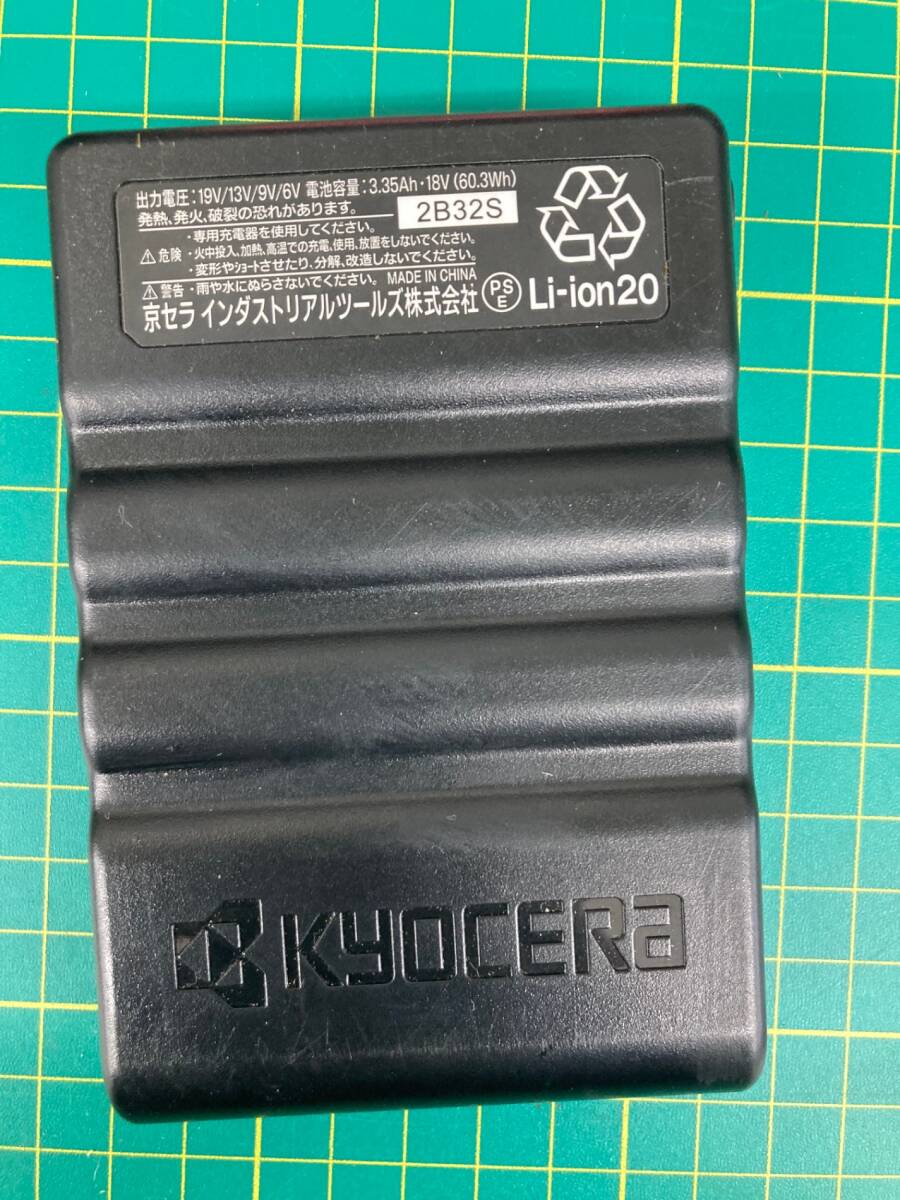 出力電圧:19V/13V/9V/6V 電池容量:3.35Ah・18V (60.3Wh)
発熱、発火、破裂の恐れがあります。
2B32S
⚠危険
・専用充電器を使用してください。
・火中投入、加熱、高温での充電、使用、放置をしないでください。
・変形やショートさせたり、分解、改造しないでください。
⚠警告 ・雨や水にぬらさないでください。 MADE IN CHINA
京セラ インダストリアルツールズ株式会社 PSE Li-ion20
KYOCERA